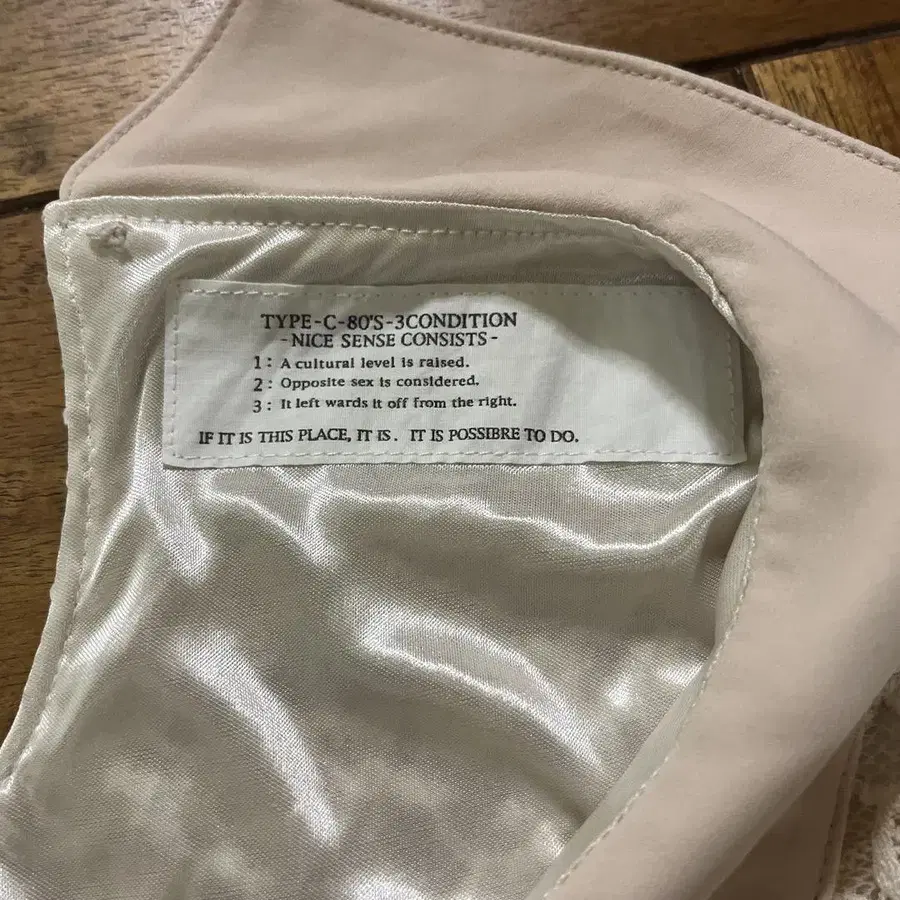 TYPE-C-80'S-3CONDITION
-NICE SENSE CONSISTS-
1: A cultural level is raised.
2: Opposite sex is considered.
3: It left wards it off from the right.
IF IT IS THIS PLACE, IT IS. IT IS POSSIBRE TO DO.